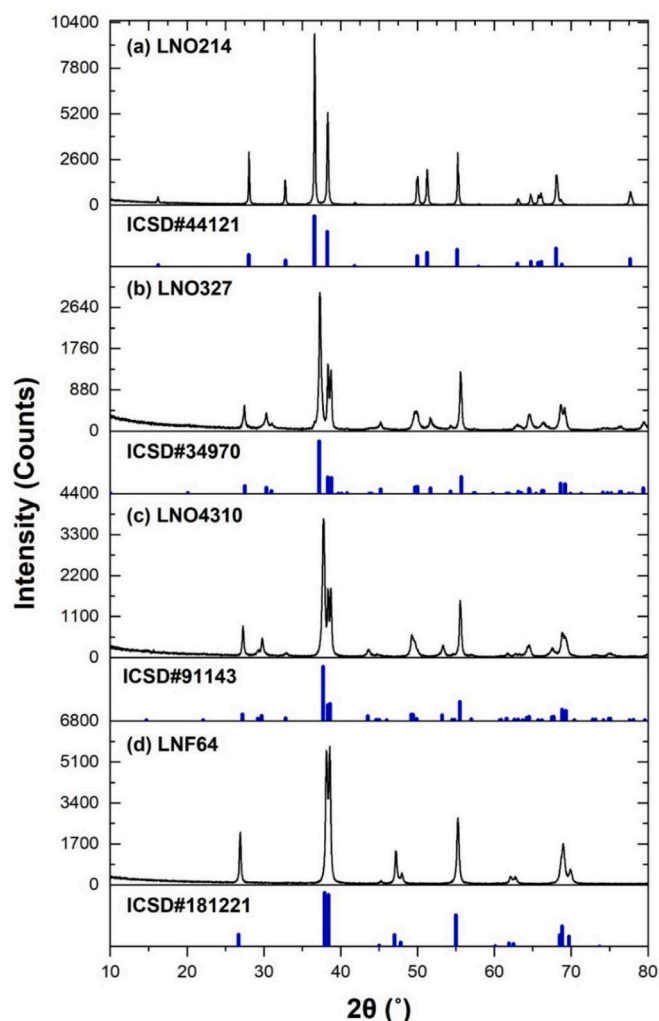 10400
(a) LNO214
7800
5200
2600
0
ICSD#44121
(b) LNO327
2640
1760
880
0
ICSD#34970
4400
(c) LNO4310
3300
2200
1100
0
ICSD#91143
6800
(d) LNF64
5100
3400
1700
0
ICSD#181221
10 20 30 40 50 60 70 80
2θ (°)
Intensity (Counts)